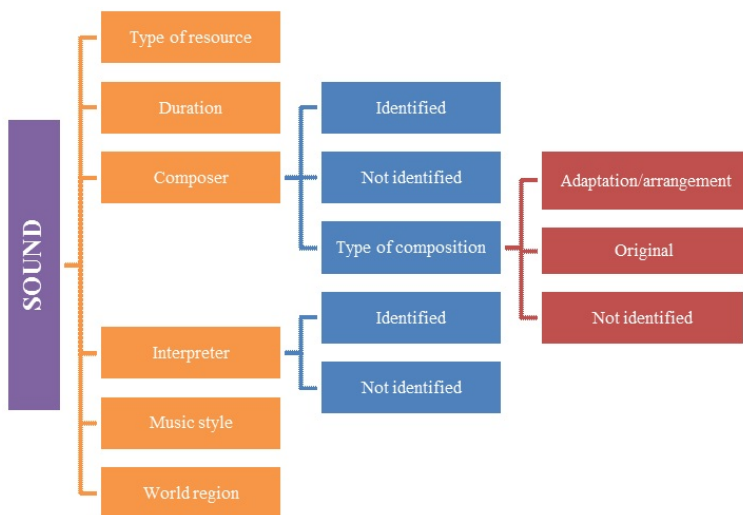 SOUND
Type of resource
Duration
Composer
Identified
Not identified
Type of composition
Adaptation/arrangement
Original
Not identified
Interpreter
Identified
Not identified
Music style
World region